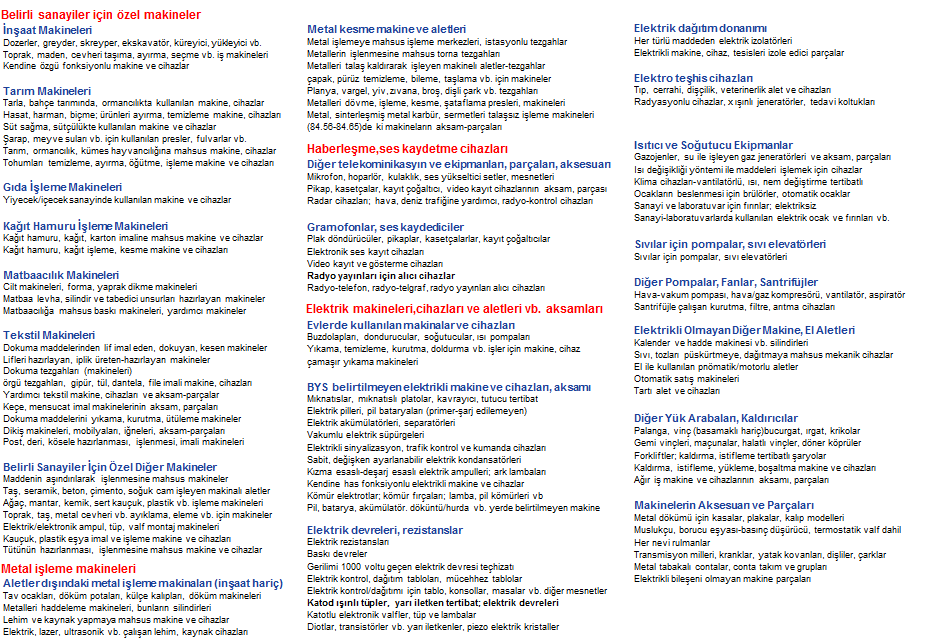 Belirli sanayiler için özel makineler
İnşaat Makineleri
Dozerler, greyder, skreyper, ekskavatör, küreyici, yükleyici vb.
Toprak, maden, cevheri taşıma, ayırma, seçme vb. iş makineleri
Kendine özgü fonksiyonlu makine ve cihazlar
Tarım Makineleri
Tarla, bahçe tarımında, ormancılıkta kullanılan makine, cihazlar
Hasat, harman, biçme; ürünleri ayırma, temizleme makine, cihazları
Süt sağma, sütçülükte kullanılan makine ve cihazlar
Şarap, meyve suları vb. için kullanılan presler, fulvarlar vb.
Tarım, ormancılık, kümes hayvancılığına mahsus makine, cihazlar
Tohumları temizleme, ayırma, öğütme, işleme makine ve cihazları
Gıda İşleme Makineleri
Yiyecek/içecek sanayinde kullanılan makine ve cihazlar
Kağıt Hamuru İşleme Makineleri
Kağıt hamuru, kağıt, karton imaline mahsus makine ve cihazlar
Kağıt hamuru, kağıt işleme, kesme makine ve cihazları
Matbaacılık Makineleri
Cilt makineleri, forma, yaprak dikme makineleri
Matbaa levha, silindir ve tabedici unsurları hazırlayan makineler
Matbaacılığa mahsus baskı makineleri, yardımcı makineler
Tekstil Makineleri
Dokuma maddelerinden lif imal eden, dokuyan, kesen makineler
Lifleri hazırlayan, iplik üreten-hazırlayan makineler
Dokuma tezgahları (makineleri)
örgü tezgahları, gipür, tül, dantela, file imali makine, cihazları
Yardımcı tekstil makine, cihazları ve aksam-parçalar
Keçe, mensucat imal makinelerinin aksam, parçaları
Dokuma maddelerini yıkama, kurutma, ütüleme makineler
Dikiş makineleri, mobilyaları, iğneleri, aksam-parçaları
Post, deri, kösele hazırlanması, işlenmesi, imali makineleri
Belirli Sanayiler İçin Özel Diğer Makineler
Maddenin aşındırılarak işlenmesine mahsus makineler
Taş, seramik, beton, çimento, soğuk cam işleyen makinalı aletler
Ağaç, mantar, kemik, sert kauçuk, plastik vb. işleme makineleri
Toprak, taş, metal cevheri vb. ayıklama, eleme vb. için makineler
Elektrik/elektronik ampul, tüp, valf montaj makineleri
Kauçuk, plastik eşya imal ve işleme makine ve cihazları
Tütünün hazırlanması, işlenmesine mahsus makine ve cihazlar
Metal işleme makineleri
Aletler dışındaki metal işleme makinaları (inşaat hariç)
Tav ocakları, döküm potaları, külçe kalıpları, döküm makineleri
Metalleri haddeleme makineleri, bunların silindirleri
Lehim ve kaynak yapmaya mahsus makine ve cihazlar
Elektrik, lazer, ultrasonik vb. çalışan lehim, kaynak cihazları
Metal kesme makine ve aletleri
Metal işlemeye mahsus işleme merkezleri, istasyonlu tezgahlar
Metallerin işlenmesine mahsus torna tezgahları
Metalleri talaş kaldırarak işleyen makineli aletler-tezgahlar
çapak, pürüz temizleme, bileme, taşlama vb. için makineler
Planya, vargel, yiv, zıvana, broş, dişli çark vb. tezgahları
Metalleri dövme, işleme, kesme, şataflama presleri, makineleri
Metal, sinterleşmiş metal karbür, sermetleri talaşsız işleme makineleri
(84.56-84.65)de ki makinelerın aksam-parçaları
Haberleşme,ses kaydetme cihazları
Diğer telekominikasyın ve ekipmanları, parçaları, aksesuarı
Mikrofon, hoparlör, kulaklık, ses yükseltici setler, mesnetleri
Pikap, kasetçalar, kayıt çoğaltıcı, video kayıt cihazlarının aksam, parçası
Radar cihazları; hava, deniz trafiğine yardımcı, radyo-kontrol cihazları
Gramofonlar, ses kaydediciler
Plak döndürücüler, pikaplar, kasetçalarlar, kayıt çoğaltıcılar
Elektronik ses kayıt cihazları
Video kayıt ve gösterme cihazları
Radyo yayınları için alıcı cihazlar
Radyo-telefon, radyo-telgraf, radyo yayınları alıcı cihazları
Elektrik makineleri,cihazları ve aletleri vb. aksamları
Evlerde kullanılan makinalar ve cihazları
Buzdolapları, dondurucular, soğutucular, ısı pompaları
Yıkama, temizleme, kurutma, doldurma vb. işler için makine, cihaz
çamaşır yıkama makineleri
BYS belirtilmeyen elektrikli makine ve cihazları, aksamı
Mıknatıslar, mıknatıslı platolar, kavrayıcı, tutucu tertibat
Elektrik pilleri, pil bataryaları (primer-şarj edilemeyen)
Elektrik akümülatörleri, separatörleri
Vakumlu elektrik süpürgeleri
Elektrikli sinyalizasyon, trafik kontrol ve kumanda cihazları
Sabit, değişken ayarlanabilir elektrik kondansatörleri
Kızma esaslı-deşarj esaslı elektrik ampulleri; ark lambaları
Kendine has fonksiyonlu elektrikli makine ve cihazlar
Kömür elektrotlar; kömür fırçaları; lamba, pil kömürleri vb
Pil, batarya, akümülatör. döküntü/hurda vb. yerde belirtilmeyen makine
Elektrik devreleri, rezistanslar
Elektrik rezistansları
Baskı devreler
Gerilimi 1000 voltu geçen elektrik devresi teçhizatı
Elektrik kontrol, dağıtım tabloları, mücehhez tablolar
Elektrik kontrol/dağıtımı için tablo, konsollar, masalar vb. diğer mesnetler
Katod ışınlı tüpler, yarı iletken tertibat; elektrik devreleri
Katotlu elektronik valfler, tüp ve lambalar
Diotlar, transistörler vb. yarı iletkenler, piezo elektrik kristaller
Elektrik dağıtım donanımı
Her türlü maddeden elektrik izolatörleri
Elektrikli makine, cihaz, tesisleri izole edici parçalar
Elektro teşhis cihazları
Tıp, cerrahi, dişçilik, veterinerlik alet ve cihazları
Radyasyonlu cihazlar, x ışınlı jeneratörler, tedavi koltukları
Isıtıcı ve Soğutucu Ekipmanlar
Gazojenler, su ile işleyen gaz jeneratörleri ve aksam, parçaları
Isı değişikliği yöntemi ile maddeleri işlemek için cihazlar
Klima cihazları-vantilatörlü, ısı, nem değiştirme tertibatlı
Ocakların beslenmesi için brülörler, otomatik ocaklar
Sanayi ve laboratuvar için fırınlar; elektriksiz
Sanayi-laboratuvarlarda kullanılan elektrik ocak ve fırınları vb.
Sıvılar için pompalar, sıvı elevatörleri
Sıvılar için pompalar, sıvı elevatörleri
Diğer Pompalar, Fanlar, Santrifüjler
Hava-vakum pompası, hava/gaz kompresörü, vantilatör, aspiratör
Santrifüjle çalışan kurutma, filtre, arıtma cihazları
Elektrikli Olmayan Diğer Makine, El Aletleri
Kalender ve hadde makinesi vb. silindirleri
Sıvı, tozları püskürtmeye, dağıtmaya mahsus mekanik cihazlar
El ile kullanılan pnömatik/motorlu aletler
Otomatik satış makineleri
Tartı alet ve cihazları
Diğer Yük Arabaları, Kaldırıcılar
Palanga, vinç (basamaklı hariç)bucurgat, ırgat, krikolar
Gemi vinçleri, maçunalar, halatlı vinçler, döner köprüler
Forkliftler; kaldırma, istifleme tertibatlı şaryolar
Kaldırma, istifleme, yükleme, boşaltma makine ve cihazları
Ağır iş makine ve cihazlarının aksamı, parçaları
Makinelerin Aksesuarı ve Parçaları
Metal dökümü için kasalar, plakalar, kalıp modelleri
Muslukçu, borucu eşyası-basınç düşürücü, termostatik valf dahil
Her nevi rulmanlar
Transmisyon milleri, kranklar, yatak kovanları, dişliler, çarklar
Metal tabakalı contalar, conta takım ve grupları
Elektrikli bileşeni olmayan makine parçaları